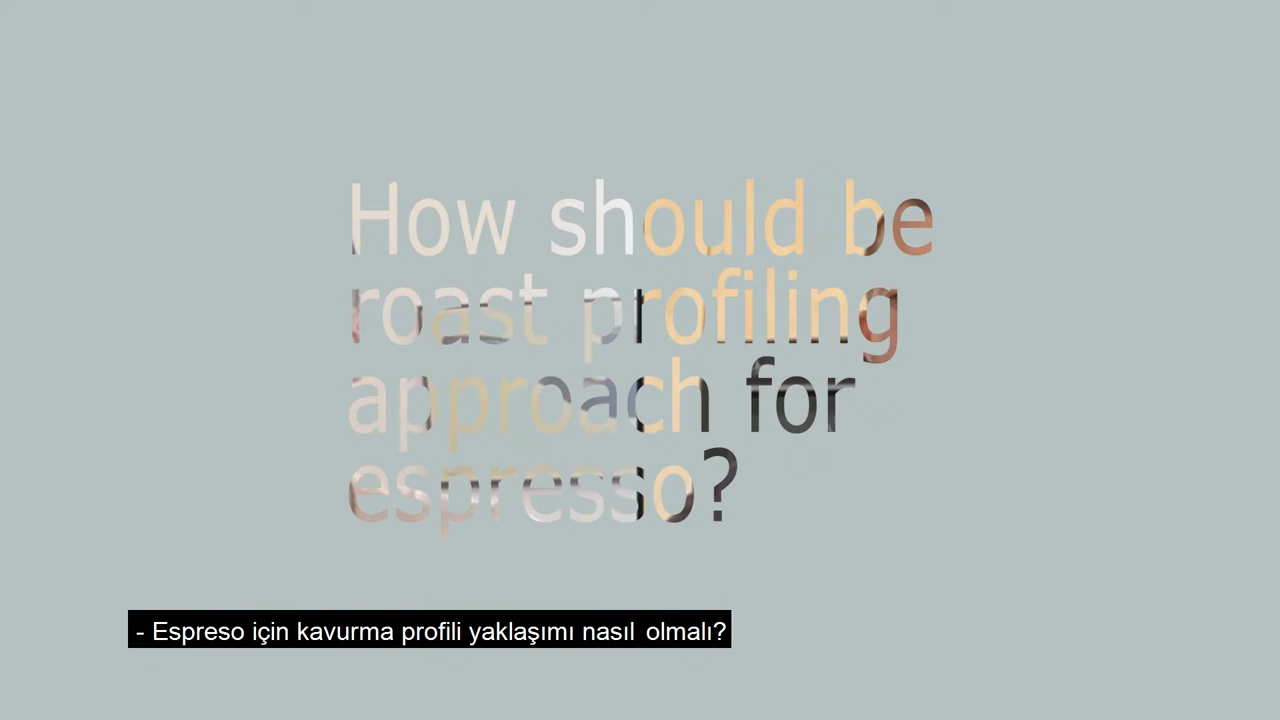 How should be
roast profiling
approach for
espresso?
- Espreso için kavurma profili yaklaşımı nasıl olmalı?